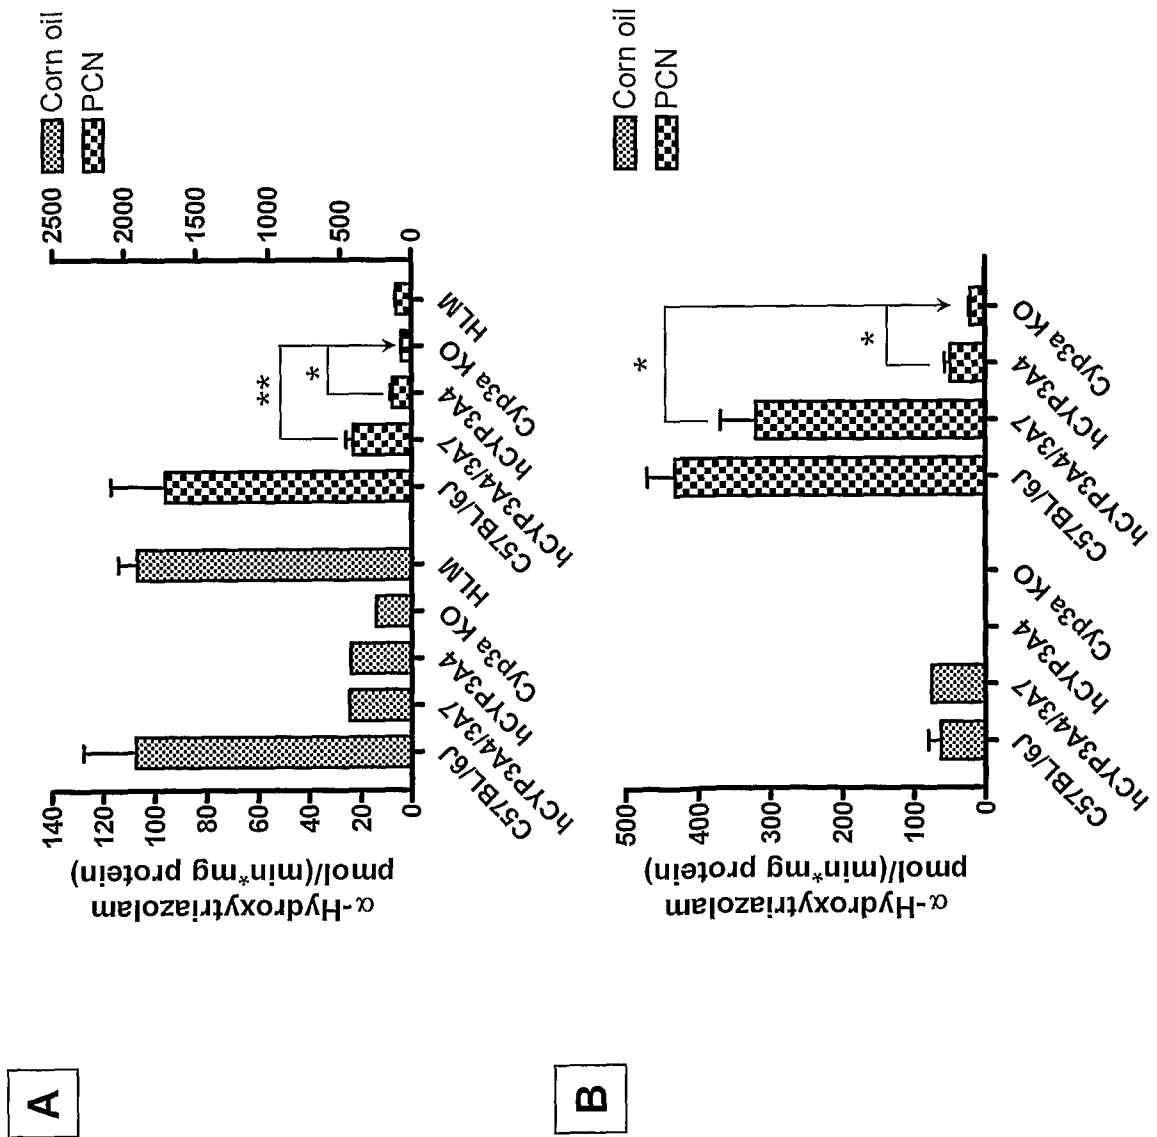 A
α-Hydroxytriazolam
pmol/(min*mg protein)
140
120
100
80
60
40
20
0
2500
2000
1500
1000
500
0
Corn oil
PCN
**
*
C57BL/6J
hCYP3A4/3A7
hCYP3A4
Cyp3a KO
HLM
C57BL/6J
hCYP3A4/3A7
hCYP3A4
Cyp3a KO
HLM
B
α-Hydroxytriazolam
pmol/(min*mg protein)
500
400
300
200
100
0
Corn oil
PCN
*
*
C57BL/6J
hCYP3A4/3A7
hCYP3A4
Cyp3a KO
C57BL/6J
hCYP3A4/3A7
hCYP3A4
Cyp3a KO